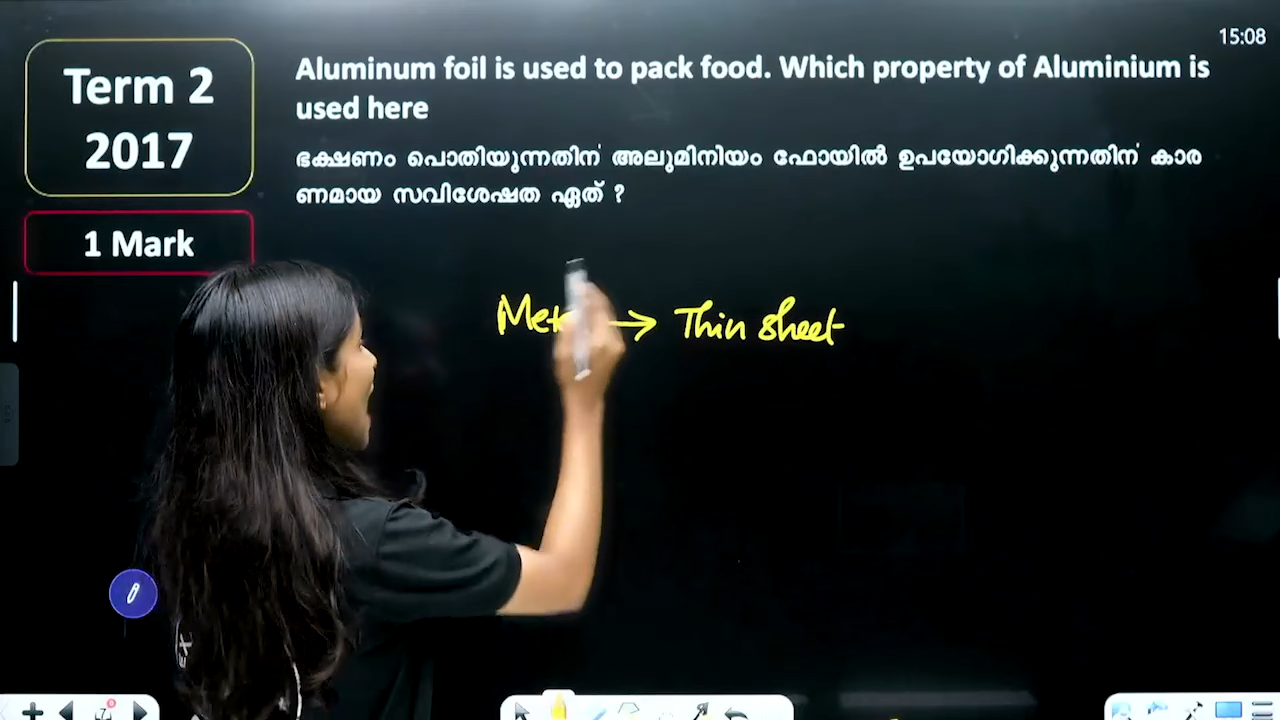 15:08
Term 2
2017
1 Mark
Aluminum foil is used to pack food. Which property of Aluminium is
used here
ഭക്ഷണം പൊതിയുന്നതിന് അലുമിനിയം ഫോയിൽ ഉപയോഗിക്കുന്നതിന് കാര
ണമായ സവിശേഷത ഏത് ?
→ Thin sheet